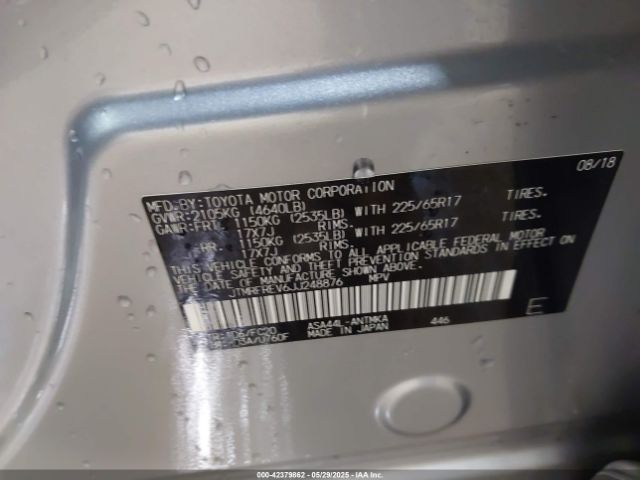 08/18
MFD.BY:TOYOTA MOTOR CORPORATION
GVWR:2105KG (4640LB)
GAWR:FRT. 1150KG (2535LB) WITH 225/65R17 TIRES.
17X7J RIMS.
RR. 1150KG (2535LB) WITH 225/65R17 TIRES.
17X7J RIMS.
THIS VEHICLE CONFORMS TO ALL APPLICABLE FEDERAL MOTOR
VEHICLE SAFETY AND THEFT PREVENTION STANDARDS IN EFFECT ON
THE DATE OF MANUFACTURE SHOWN ABOVE.
JTMRFREV6JJ248876 MPV
E
ASA44L-ANTMKA 446
MADE IN JAPAN
00-42379862 - 05/29/2025 - IAA Inc.